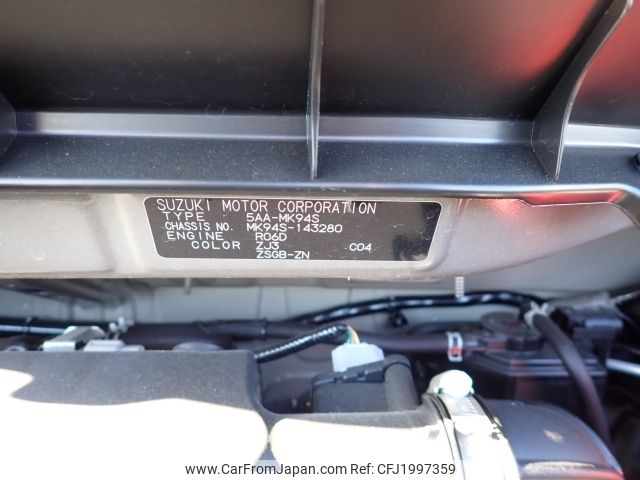 SUZUKI MOTOR CORPORATION
TYPE 5AA-MK94S
CHASSIS NO. MK94S-143280
ENGINE R06D
COLOR ZJ3 C04
ZSGB-ZN
www.CarFromJapan.com - CFJ1997359